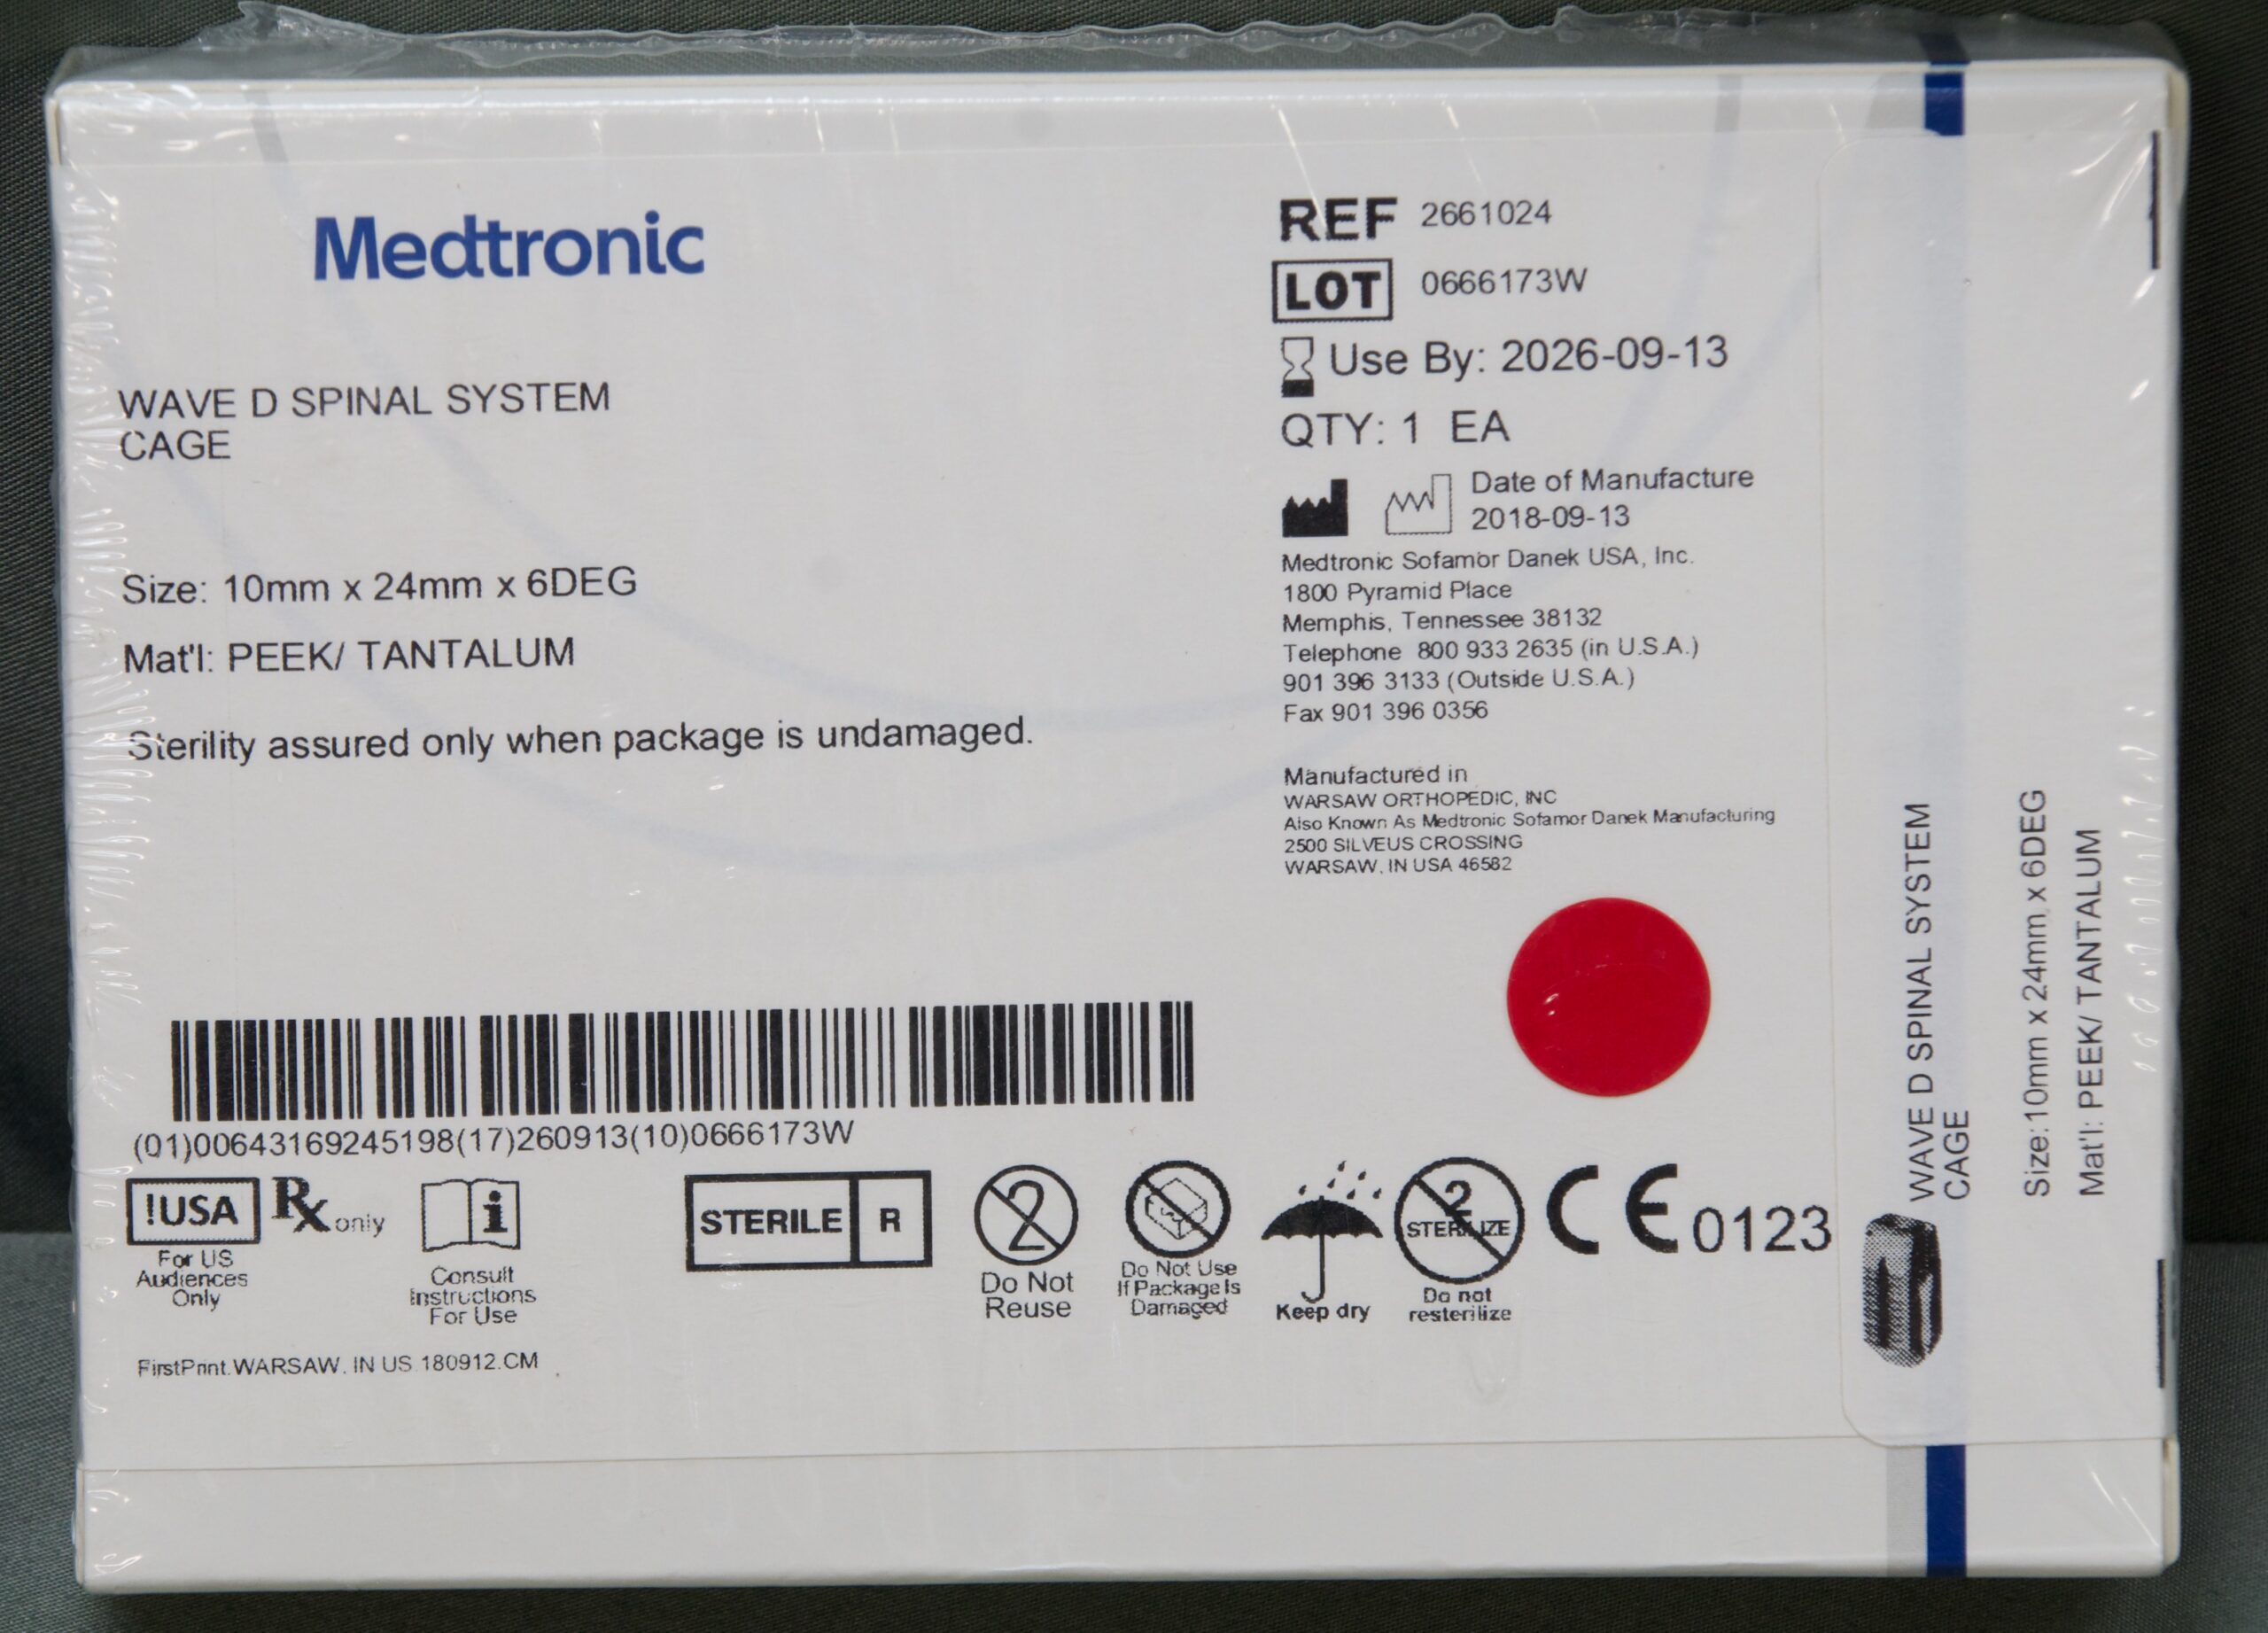 Medtronic
WAVE D SPINAL SYSTEM
CAGE
Size: 10mm x 24mm x 6DEG
Mat'l: PEEK/ TANTALUM
Sterility assured only when package is undamaged.
REF 2661024
LOT 0666173W
Use By: 2026-09-13
QTY: 1 EA
Date of Manufacture
2018-09-13
Medtronic Sofamor Danek USA, Inc.
1800 Pyramid Place
Memphis, Tennessee 38132
Telephone 800 933 2635 (in U.S.A.)
901 396 3133 (Outside U.S.A.)
Fax 901 396 0356
Manufactured in
WARSAW ORTHOPEDIC, INC
Also Known As Medtronic Sofamor Danek Manufacturing
2500 SILVEUS CROSSING
WARSAW, IN USA 46582
(01)00643169245198(17)260913(10)0666173W
!USA
For US
Audiences
Only
Rx only
i
Consult
Instructions
For Use
STERILE R
2
Do Not
Reuse
Do Not Use
If Package Is
Damaged
Keep dry
2
STERILIZE
Do not
resterilize
CE 0123
FirstPrint.WARSAW, IN US 180912.CM
WAVE D SPINAL SYSTEM
CAGE
Size: 10mm x 24mm x 6DEG
Mat'l: PEEK/ TANTALUM